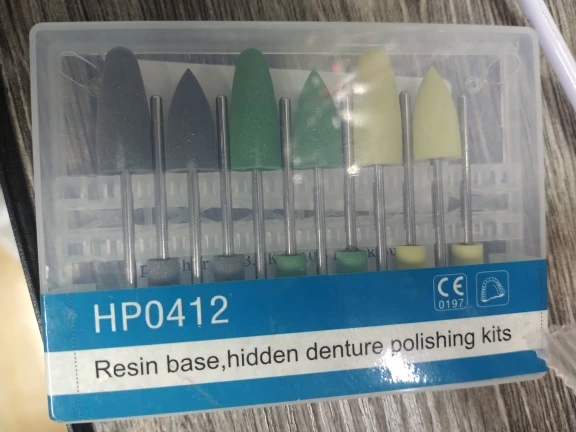 HP0412
CE
0197
Resin base,hidden denture polishing kits